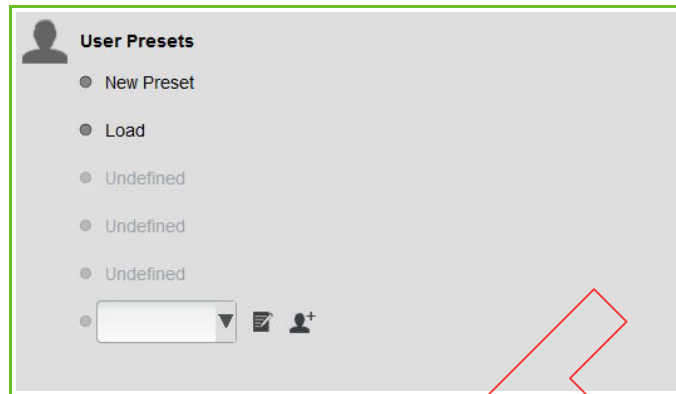 User Presets
New Preset
Load
Undefined
Undefined
Undefined